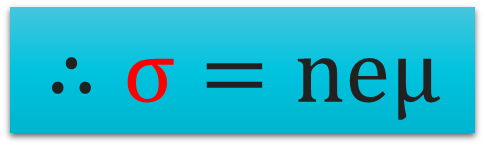 ∴ σ = neμ